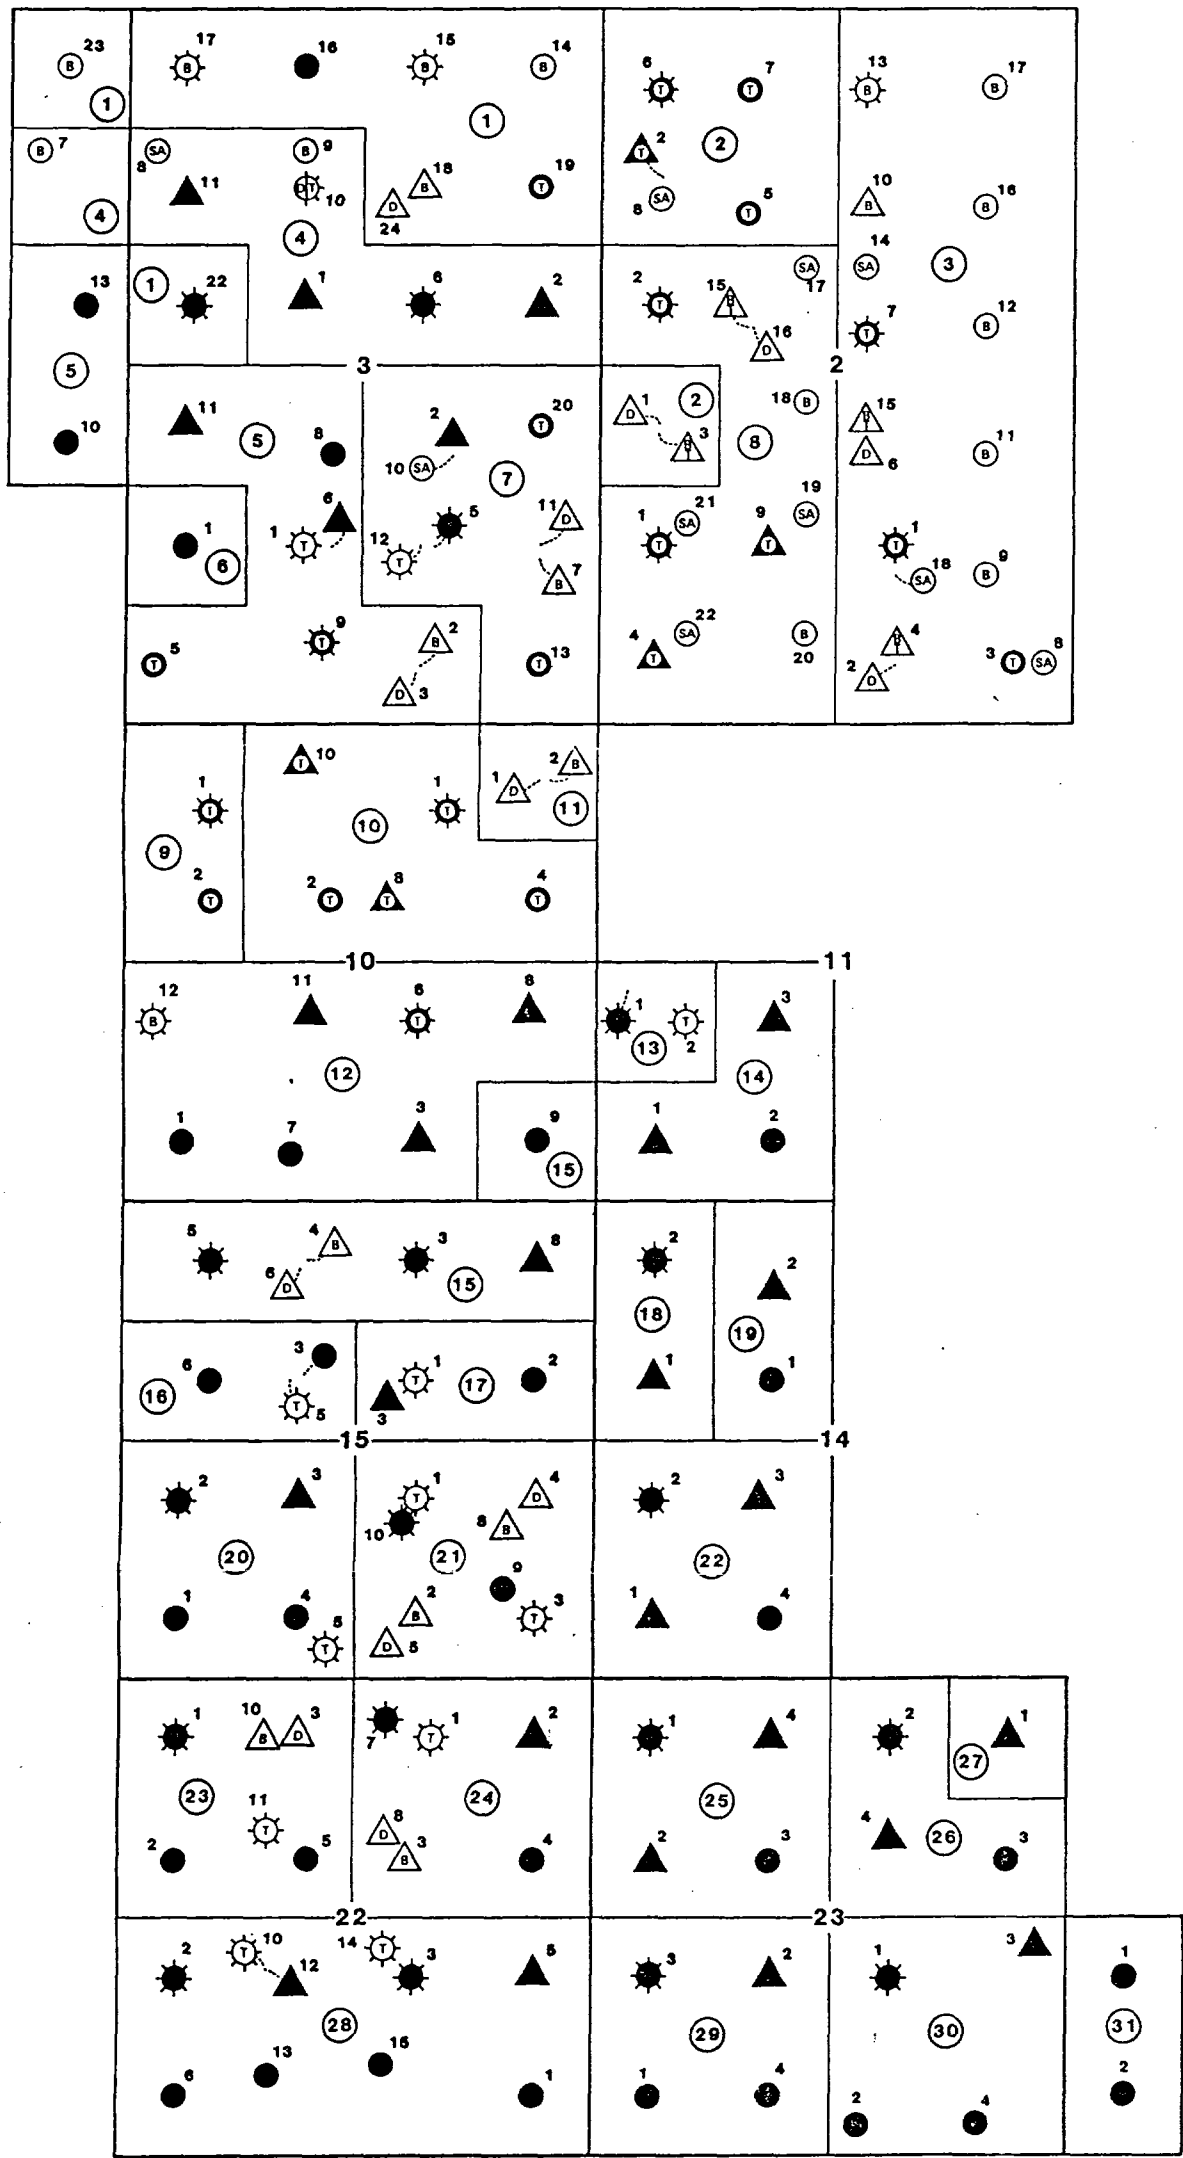 23 17 16 15 14 6 7 13 17
B B B B T T B B
1 1
7 8 9 18 19 2 2 10 16
B SA B B T T B B
11 DT 10 D 8 SA T 5
4 4 24 14
13 1 22 1 6 2 2 15 SA 17 SA 3
T B 7 B 12
16 D T
5 3 2
11 2 20 1 D 2 18 B 15
10 5 8 T 3 B 8 B 11 B
10 SA 7 D 6
6 11 D 21 SA 19 SA
1 1 T 12 T 5 1 T 9 T 1 T
6 7 B 18 SA 9 B
5 T 9 T 2 B 13 T 4 T 22 SA B 20 4 B 3 T SA 8
D 3 2 D
10 T 2 B
1 T 1 T 1 D
10 11
9
2 T 2 T 8 T 4 T
10 11
12 11 6 8 1 3
B T T 2
12 13 14
1 7 3 9 1 2
15
5 4 B 3 8 2 2
6 D 15 18 19
6 3 1 T 2 1 1
16 T 5 3 17
15 14
2 3 1 T 4 D 2 3
10 8 B
20 21 22
1 4 2 B 9 3 T 1 4
5 T D 5
1 10 B 3 D 7 1 T 2 1 4 2 1
27
23 24 25
11 T 8 D 4 26
2 5 3 B 4 2 3 3
22 23
2 10 T 14 T 3 5 3 2 1 3 1
12
28 29 30 31
13 15
6 1 1 4 2 4 2